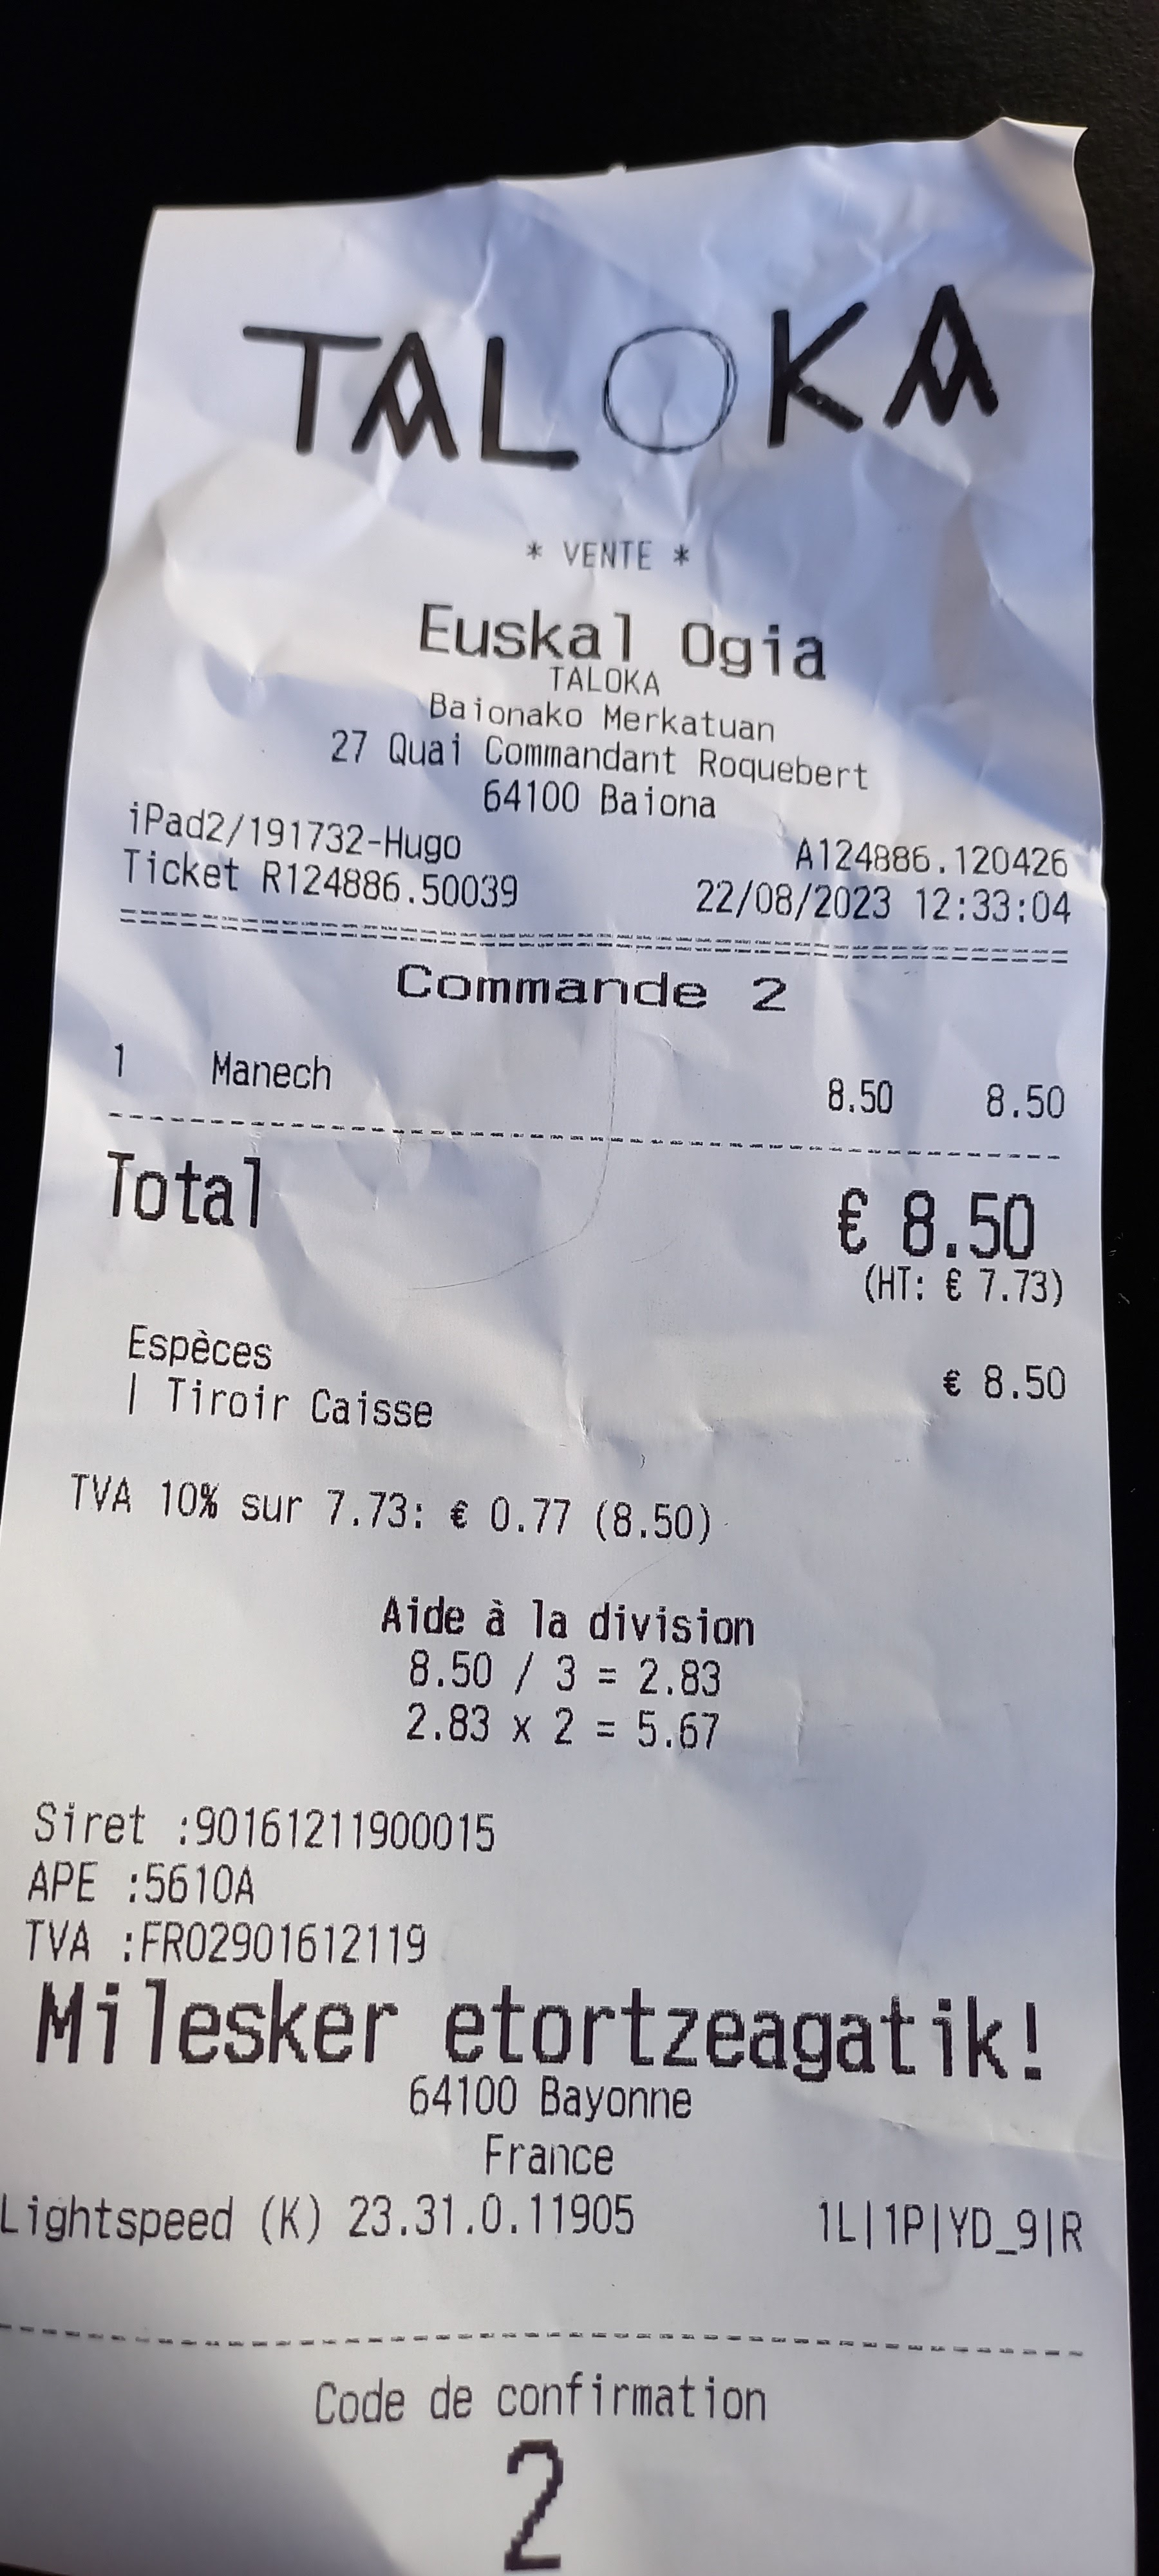 TALOKA
* VENTE *
Euskal Ogia
TALOKA
Baionako Merkatuan
27 Quai Commandant Roquebert
64100 Baiona
iPad2/191732-Hugo A124886.120426
Ticket R124886.50039 22/08/2023 12:33:04
Commande 2
1 Manech 8.50 8.50
Total € 8.50
(HT: € 7.73)
Espèces € 8.50
| Tiroir Caisse
TVA 10% sur 7.73: € 0.77 (8.50)
Aide à la division
8.50 / 3 = 2.83
2.83 x 2 = 5.67
Siret :90161211900015
APE :5610A
TVA :FR02901612119
Milesker etortzeagatik!
64100 Bayonne
France
Lightspeed (K) 23.31.0.11905 1L|1P|YD_9|R
Code de confirmation
2